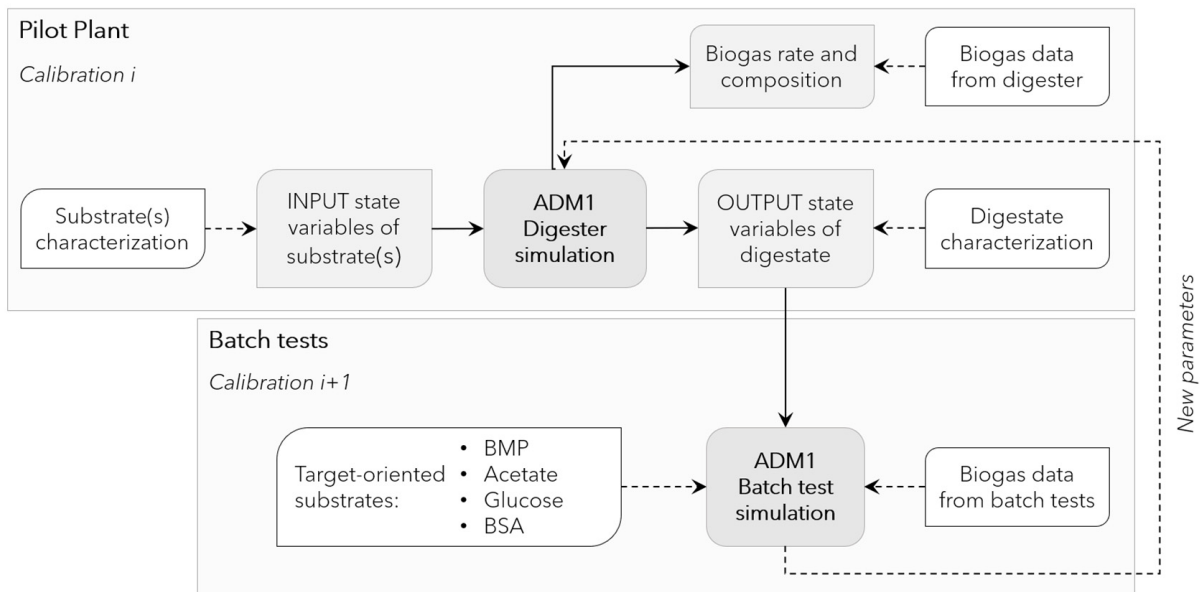 Pilot Plant
Calibration i
Biogas rate and
composition
Biogas data
from digester
Substrate(s)
characterization
INPUT state
variables of
substrate(s)
ADM1
Digester
simulation
OUTPUT state
variables of
digestate
Digestate
characterization
New parameters
Batch tests
Calibration i+1
Target-oriented
substrates:
• BMP
• Acetate
• Glucose
• BSA
ADM1
Batch test
simulation
Biogas data
from batch tests